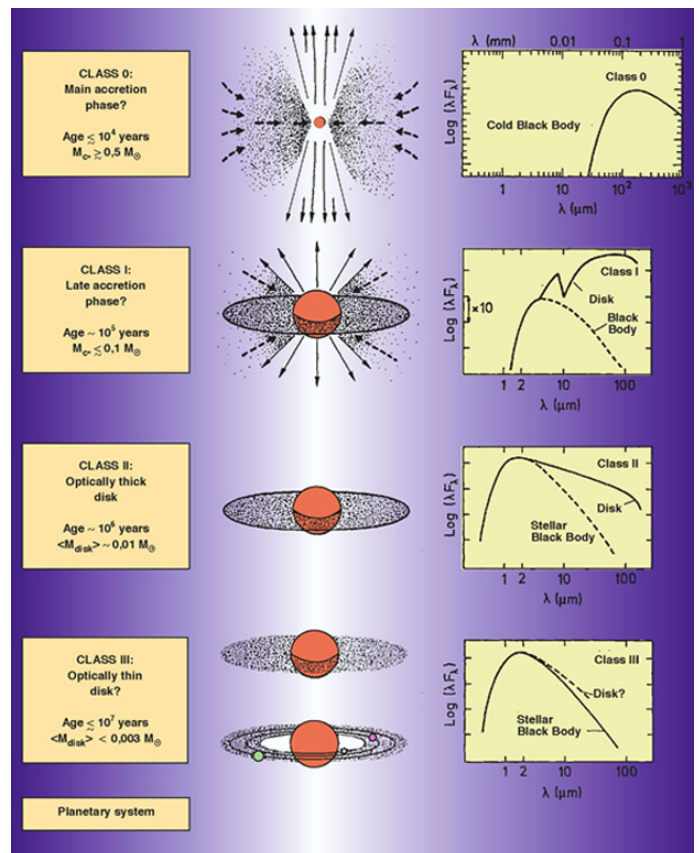 CLASS 0:
Main accretion
phase?
Age ≲ 10⁴ years
M꜀* ≳ 0,5 M☉
λ (mm) 0,01 0,1 1
Class 0
Cold Black Body
Log (λFλ)
1 10 10² 10³
λ (μm)
CLASS I:
Late accretion
phase?
Age ~ 10⁵ years
M꜀* ≲ 0,1 M☉
Class I
Disk
Black
Body
×10
Log (λFλ)
1 2 10 100
λ (μm)
CLASS II:
Optically thick
disk
Age ~ 10⁶ years
<M_disk> ~ 0,01 M☉
Class II
Disk
Stellar
Black Body
Log (λFλ)
1 2 10 100
λ (μm)
CLASS III:
Optically thin
disk?
Age ≲ 10⁷ years
<M_disk> < 0,003 M☉
Class III
Disk?
Stellar
Black Body
Log (λFλ)
1 2 10 100
λ (μm)
Planetary system